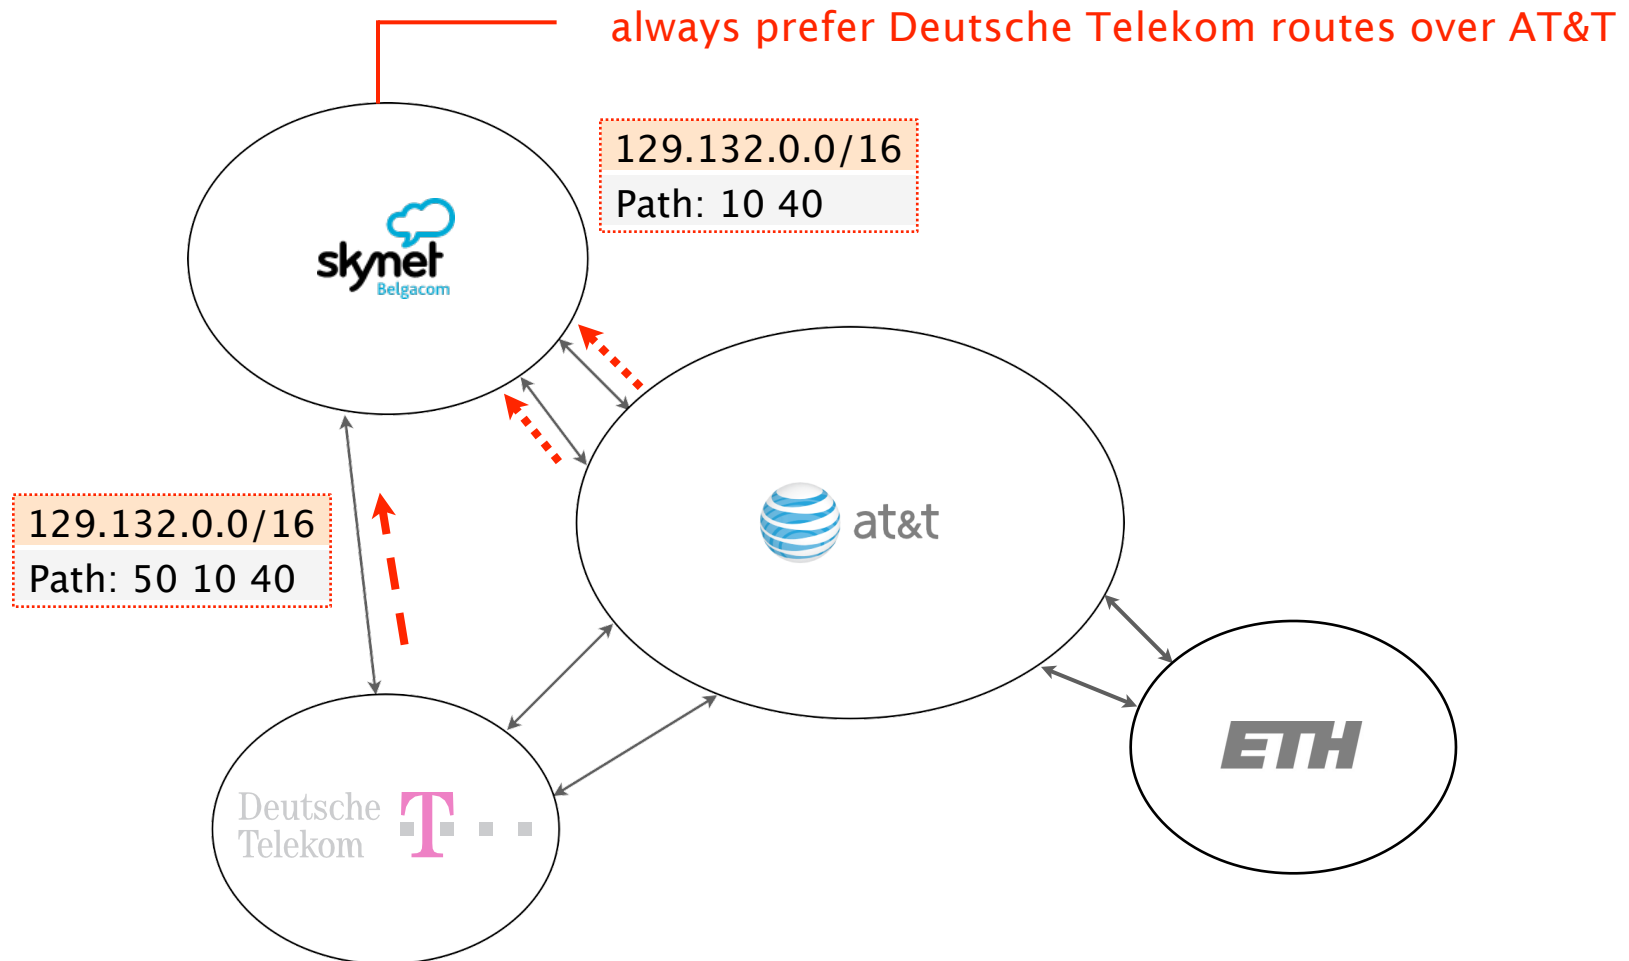 always prefer Deutsche Telekom routes over AT&T
129.132.0.0/16
Path: 10 40
skynet
Belgacom
at&t
129.132.0.0/16
Path: 50 10 40
ETH
Deutsche
Telekom
T